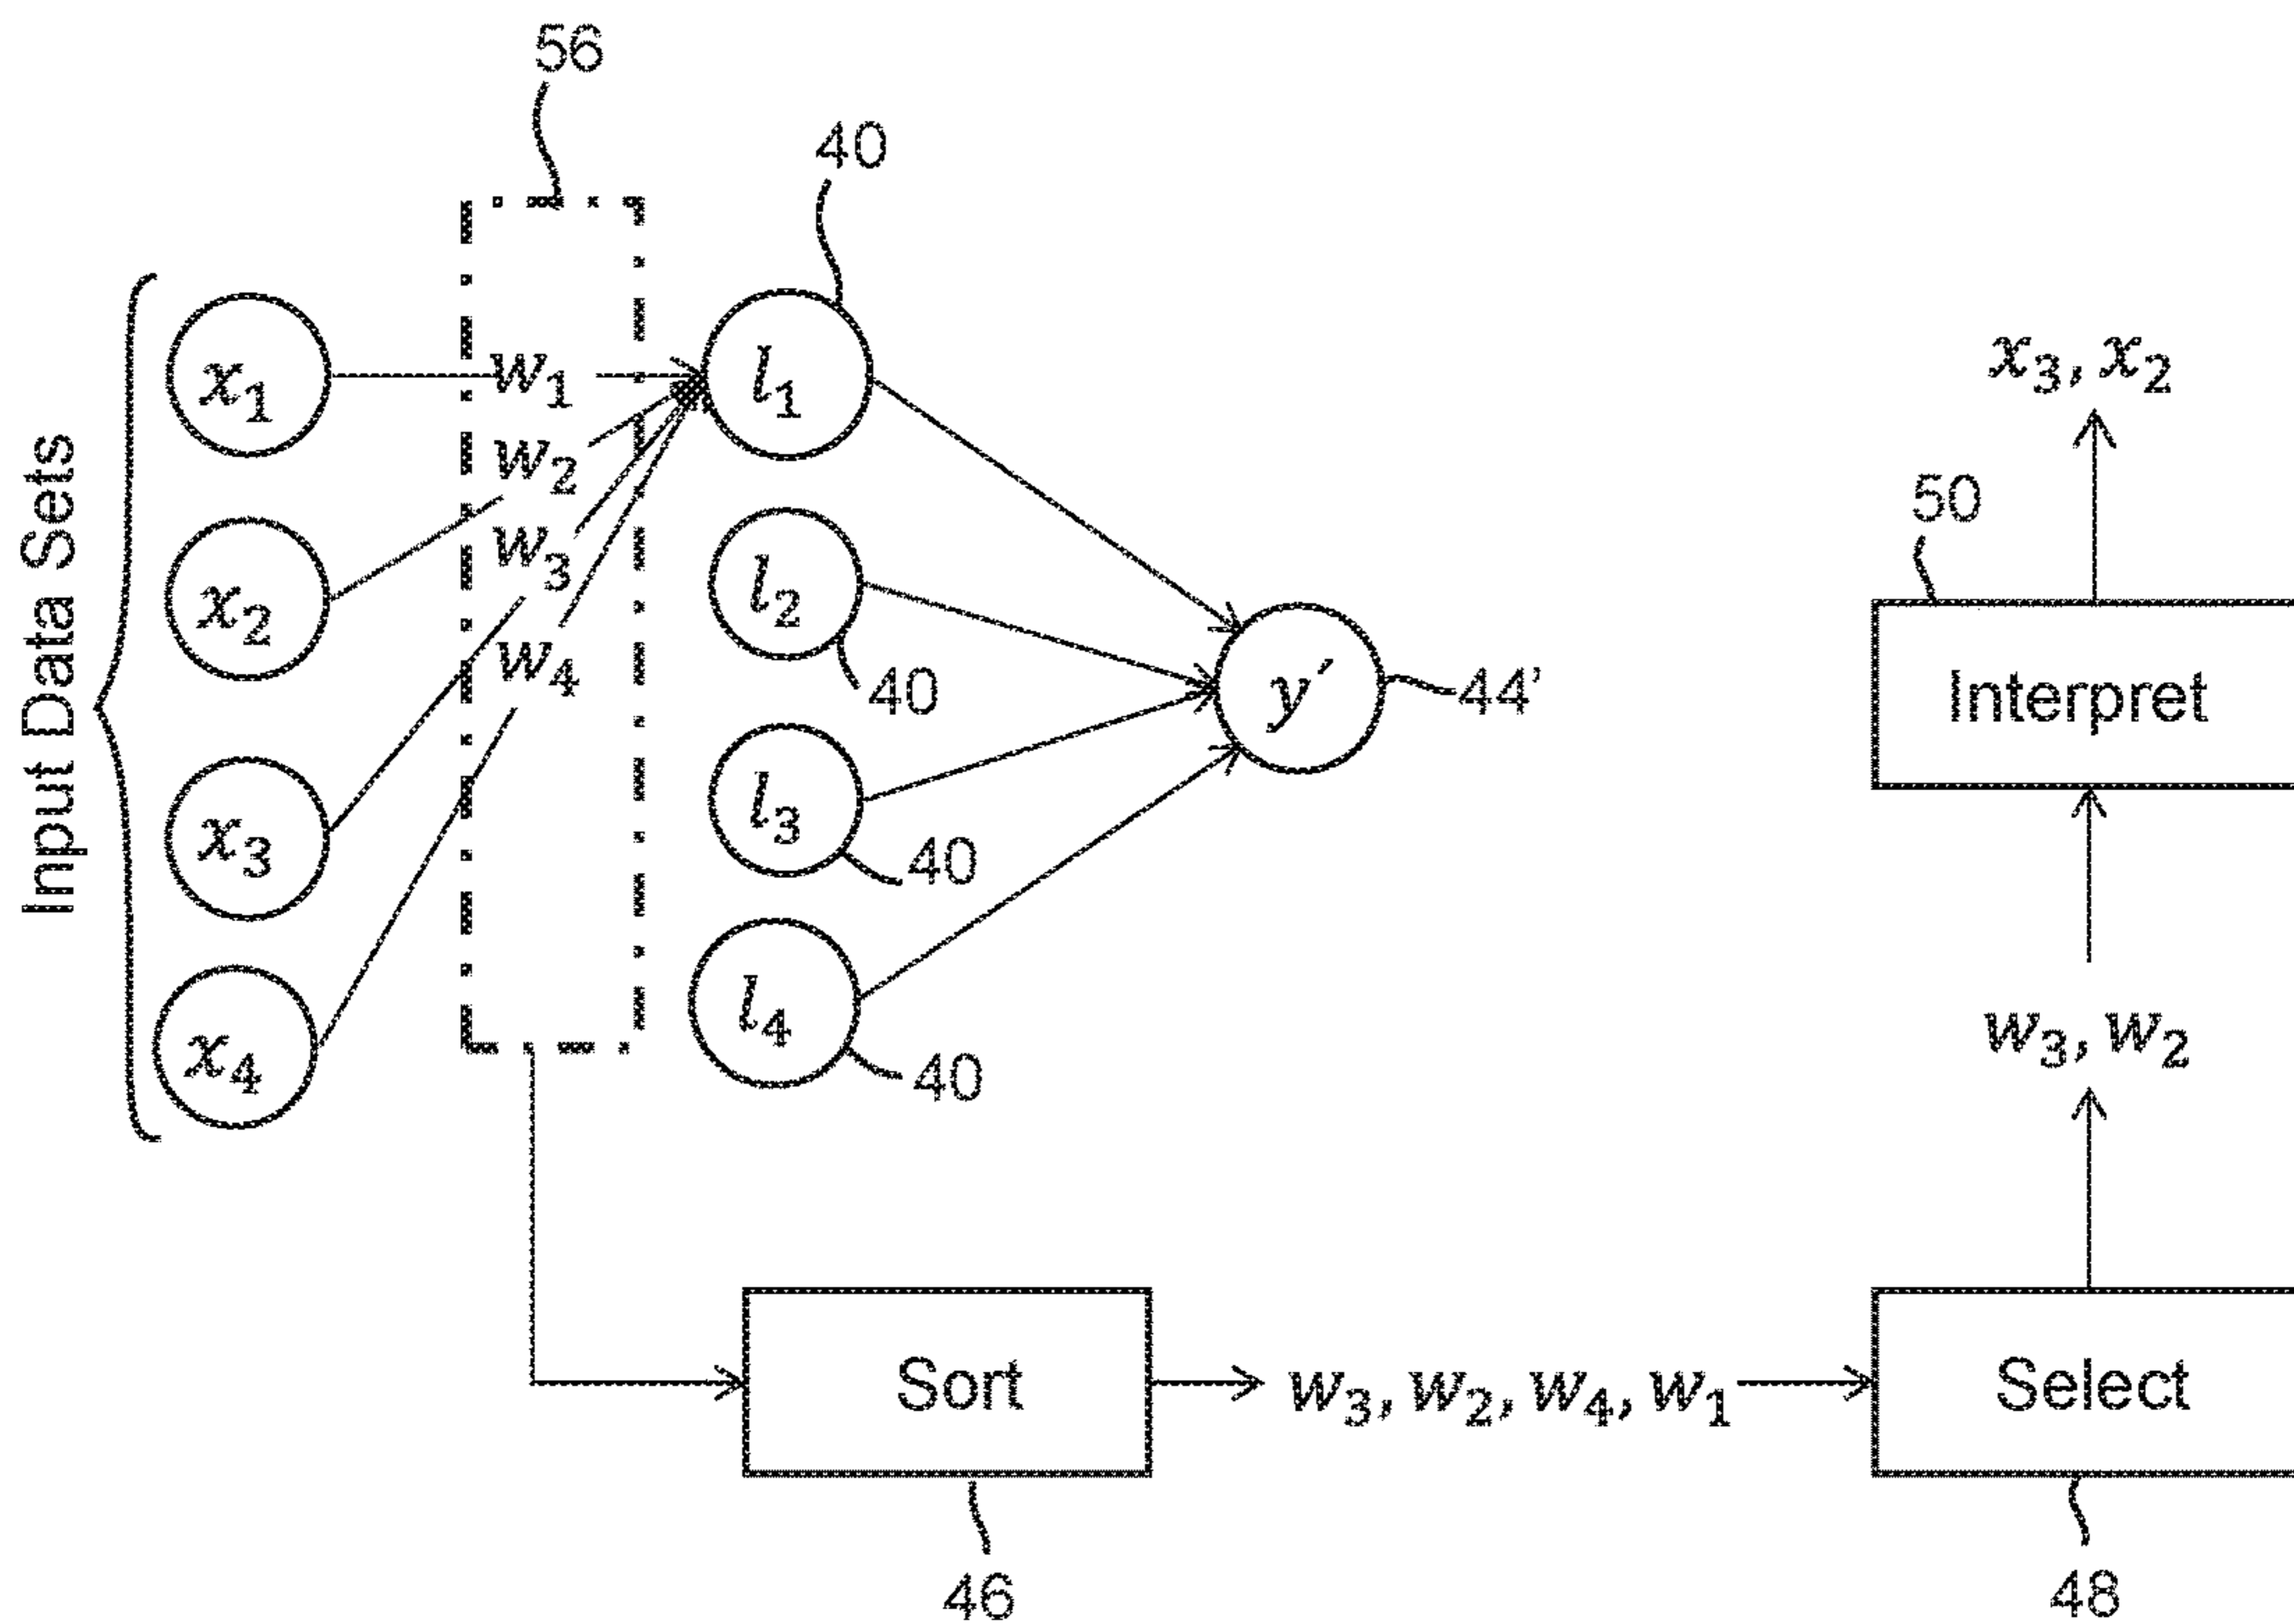 56
40
Input Data Sets
x₁
w₁
l₁
x₃, x₂
w₂
50
w₃
x₂
l₂
w₄
40
y′
44'
Interpret
x₃
l₃
40
x₄
l₄
40
w₃, w₂
Sort
w₃, w₂, w₄, w₁
Select
46
48